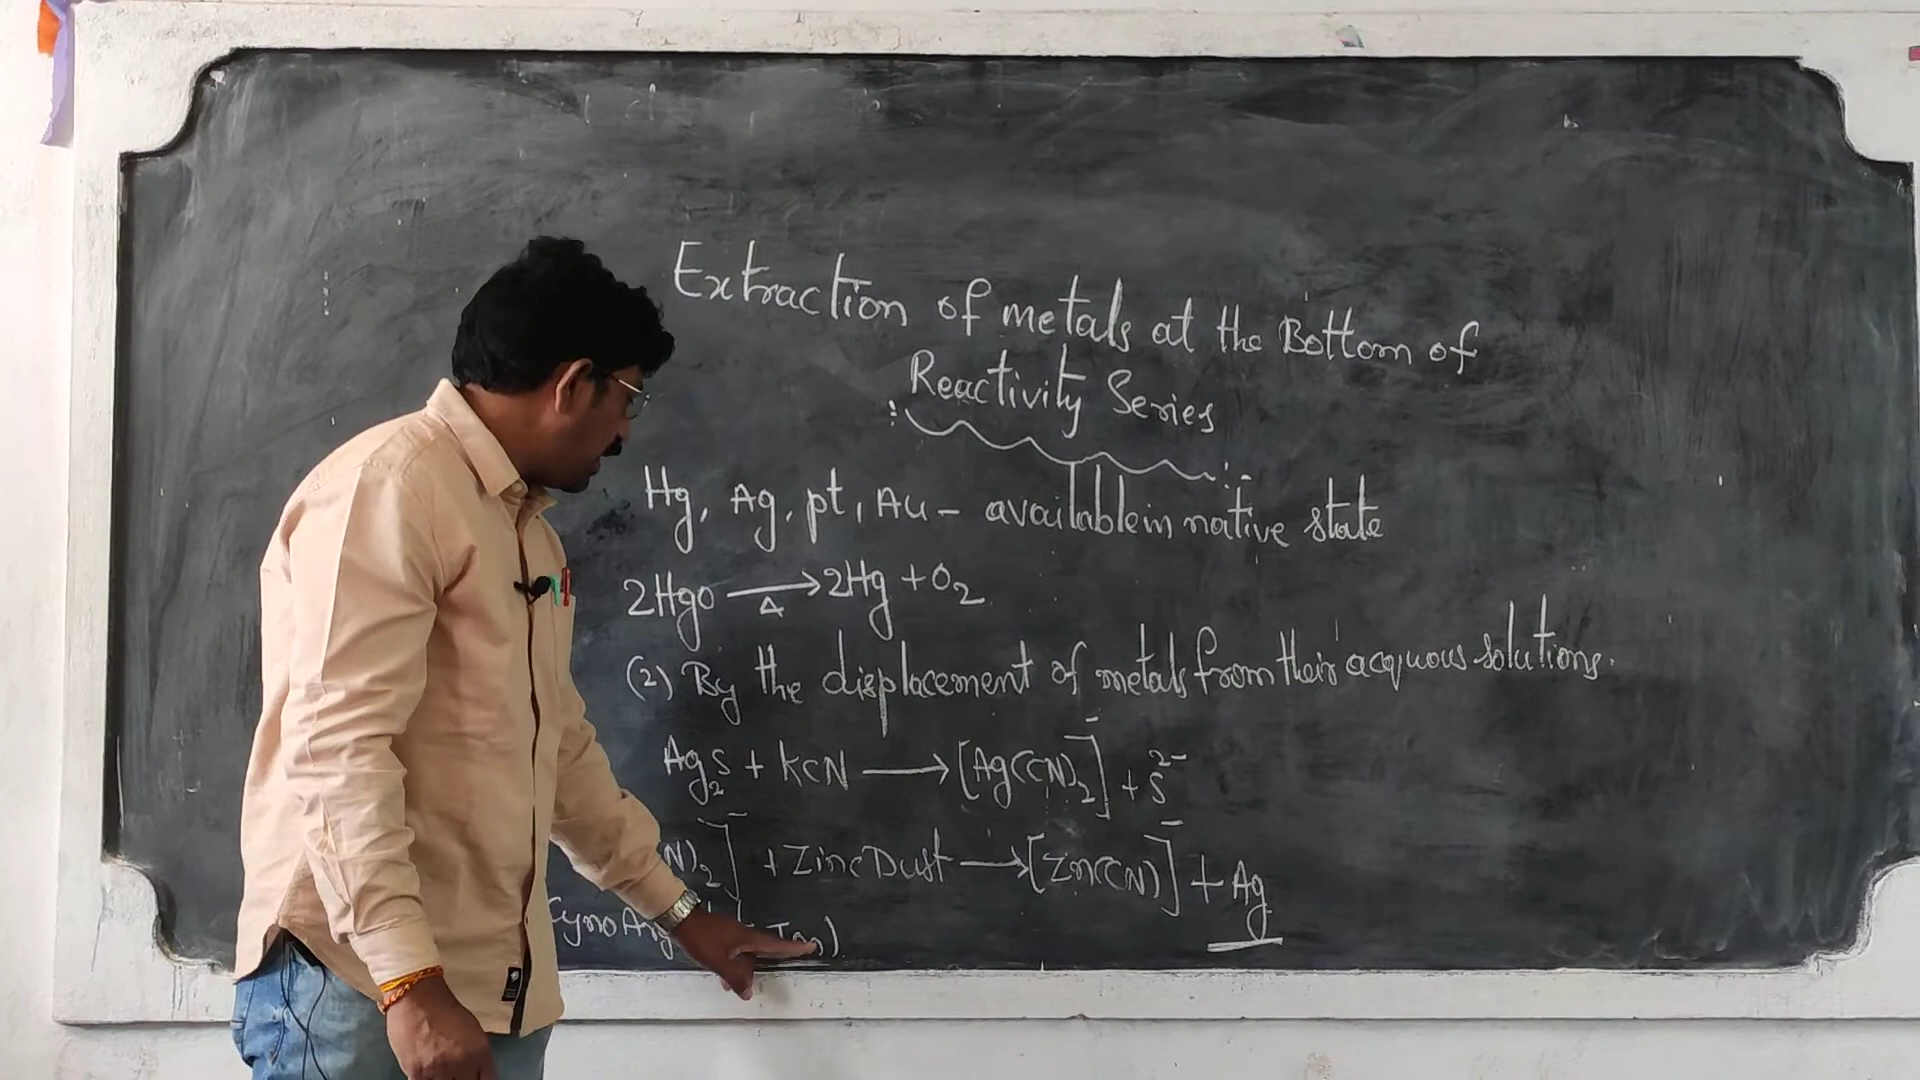 Extraction of metals at the Bottom of
Reactivity Series
Hg, Ag, pt, Au - available in native state
2HgO →Δ 2Hg + O₂
(2) By the displacement of metals from their acquous solutions.
Ag₂S + KCN → [Ag(CN)₂]⁻ + S²⁻
N)₂]⁻ + Zinc Dust → [Zn(CN)]⁻ + Ag